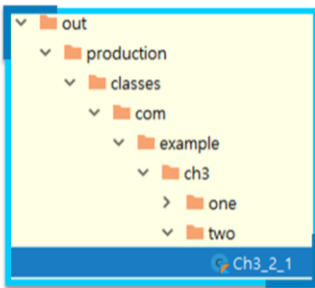 out
production
classes
com
example
ch3
one
two
Ch3_2_1